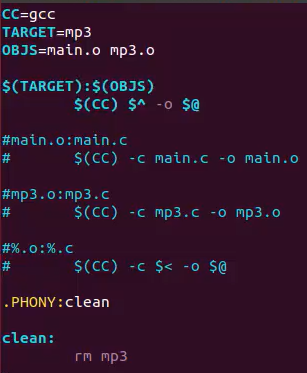 CC=gcc
TARGET=mp3
OBJS=main.o mp3.o
$(TARGET):$(OBJS)
$(CC) $^ -o $@
#main.o:main.c
# $(CC) -c main.c -o main.o
#mp3.o:mp3.c
# $(CC) -c mp3.c -o mp3.o
#%.o:%.c
# $(CC) -c $< -o $@
.PHONY:clean
clean:
rm mp3